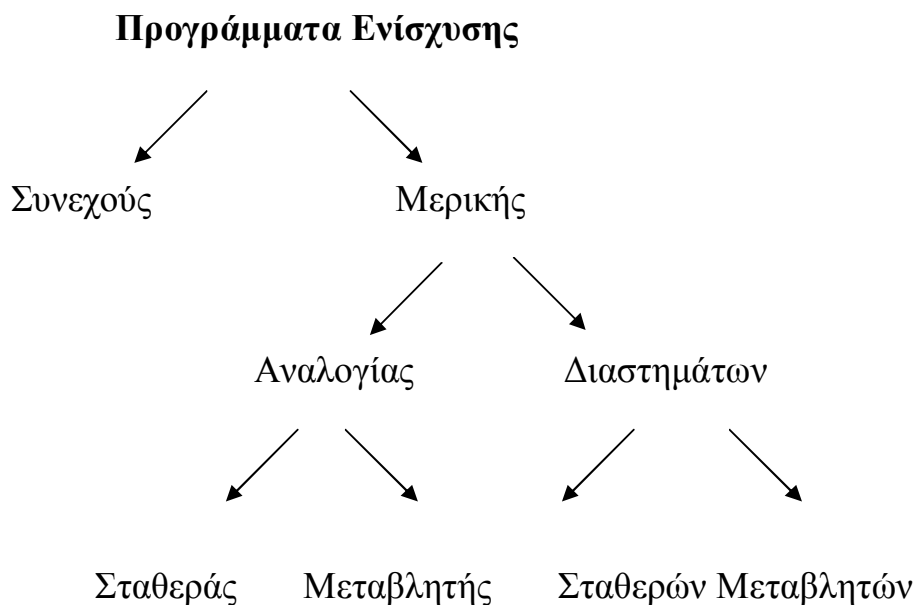 Προγράμματα Ενίσχυσης
Συνεχούς Μερικής
Αναλογίας Διαστημάτων
Σταθεράς Μεταβλητής Σταθερών Μεταβλητών